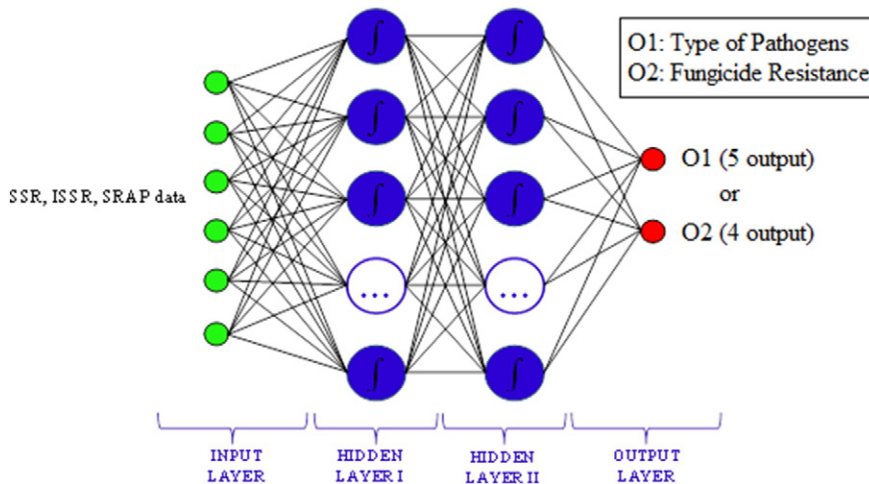 O1: Type of Pathogens
O2: Fungicide Resistance
SSR, ISSR, SRAP data
O1 (5 output)
or
O2 (4 output)
∫ ∫
∫ ∫
∫ ∫
... ...
∫ ∫
INPUT LAYER
HIDDEN LAYER I
HIDDEN LAYER II
OUTPUT LAYER